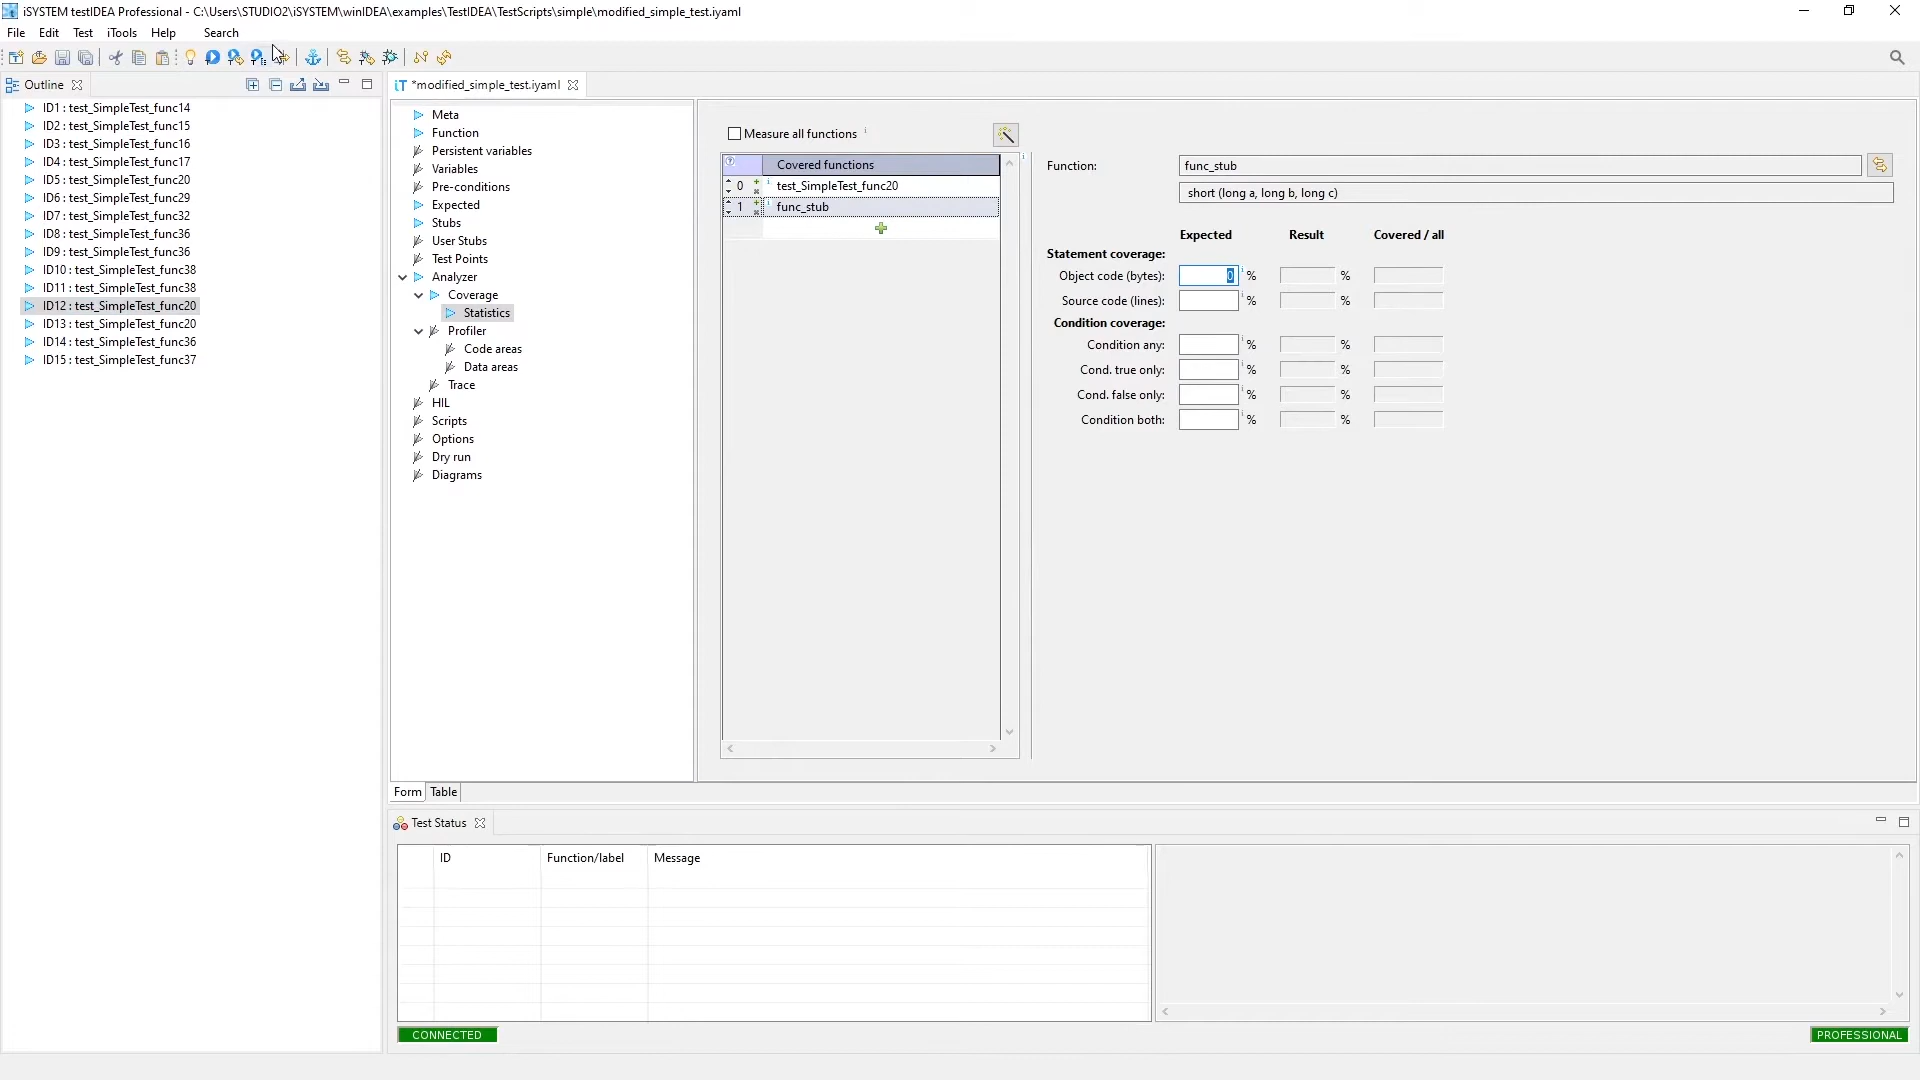 iSYSTEM testIDEA Professional - C:\Users\STUDIO2\iSYSTEM\winIDEA\examples\TestIDEA\TestScripts\simple\modified_simple_test.iyaml
File Edit Test iTools Help Search
Outline
ID1 : test_SimpleTest_func14
ID2 : test_SimpleTest_func15
ID3 : test_SimpleTest_func16
ID4 : test_SimpleTest_func17
ID5 : test_SimpleTest_func20
ID6 : test_SimpleTest_func29
ID7 : test_SimpleTest_func32
ID8 : test_SimpleTest_func36
ID9 : test_SimpleTest_func36
ID10 : test_SimpleTest_func38
ID11 : test_SimpleTest_func38
ID12 : test_SimpleTest_func20
ID13 : test_SimpleTest_func20
ID14 : test_SimpleTest_func36
ID15 : test_SimpleTest_func37
iT *modified_simple_test.iyaml
Meta
Function
Persistent variables
Variables
Pre-conditions
Expected
Stubs
User Stubs
Test Points
Analyzer
Coverage
Statistics
Profiler
Code areas
Data areas
Trace
HIL
Scripts
Options
Dry run
Diagrams
Measure all functions
Covered functions
0 test_SimpleTest_func20
1 func_stub
Function: func_stub
short (long a, long b, long c)
Expected Result Covered / all
Statement coverage:
Object code (bytes): 0 % %
Source code (lines): % %
Condition coverage:
Condition any: % %
Cond. true only: % %
Cond. false only: % %
Condition both: % %
Form Table
Test Status
ID Function/label Message
CONNECTED
PROFESSIONAL